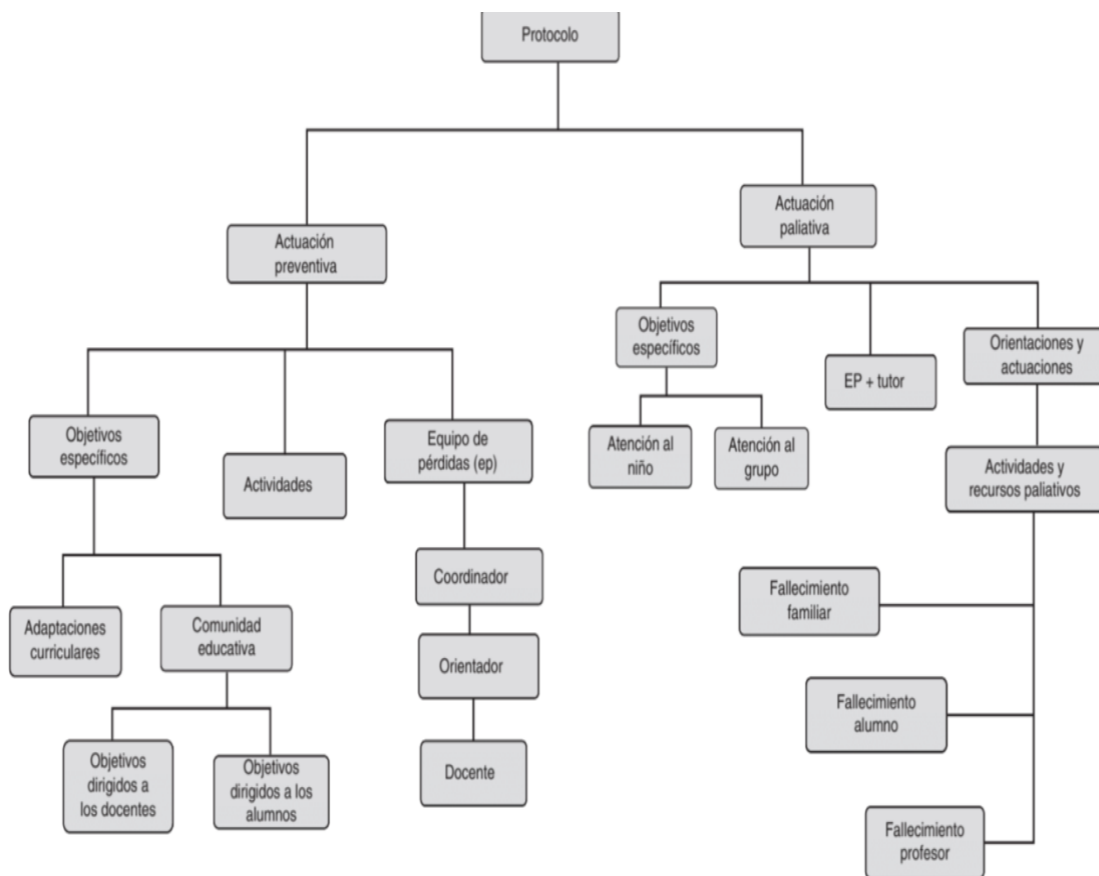 Protocolo
Actuación
preventiva
Objetivos
específicos
Adaptaciones
curriculares
Comunidad
educativa
Objetivos
dirigidos a
los docentes
Objetivos
dirigidos a los
alumnos
Actividades
Equipo de
pérdidas (ep)
Coordinador
Orientador
Docente
Actuación
paliativa
Objetivos
específicos
Atención al
niño
Atención al
grupo
EP + tutor
Orientaciones y
actuaciones
Actividades y
recursos paliativos
Fallecimiento
familiar
Fallecimiento
alumno
Fallecimiento
profesor